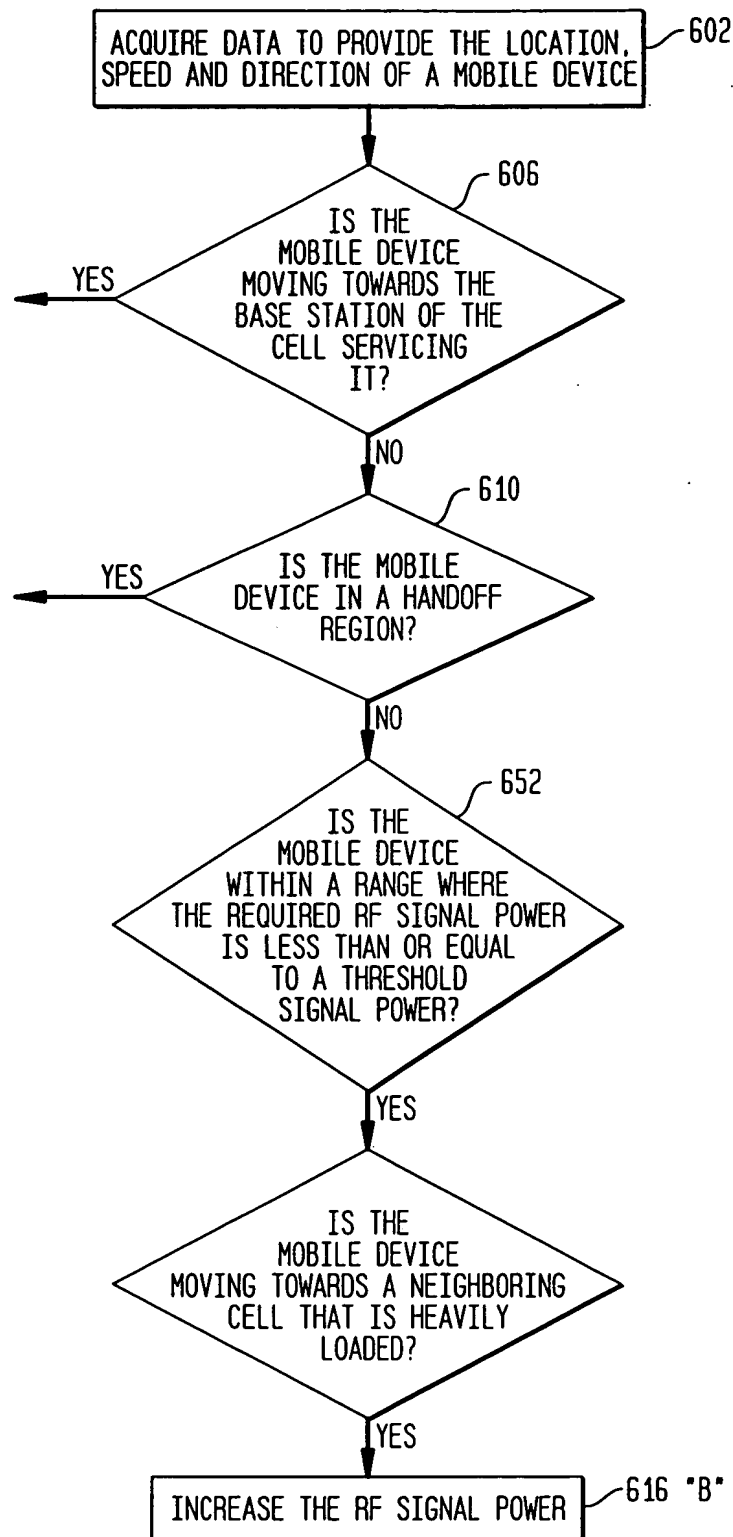 ACQUIRE DATA TO PROVIDE THE LOCATION,
SPEED AND DIRECTION OF A MOBILE DEVICE
602
606
IS THE
MOBILE DEVICE
MOVING TOWARDS THE
BASE STATION OF THE
CELL SERVICING
IT?
YES
NO
610
IS THE MOBILE
DEVICE IN A HANDOFF
REGION?
YES
NO
652
IS THE
MOBILE DEVICE
WITHIN A RANGE WHERE
THE REQUIRED RF SIGNAL POWER
IS LESS THAN OR EQUAL
TO A THRESHOLD
SIGNAL POWER?
YES
IS THE
MOBILE DEVICE
MOVING TOWARDS A NEIGHBORING
CELL THAT IS HEAVILY
LOADED?
YES
INCREASE THE RF SIGNAL POWER
616 "B"